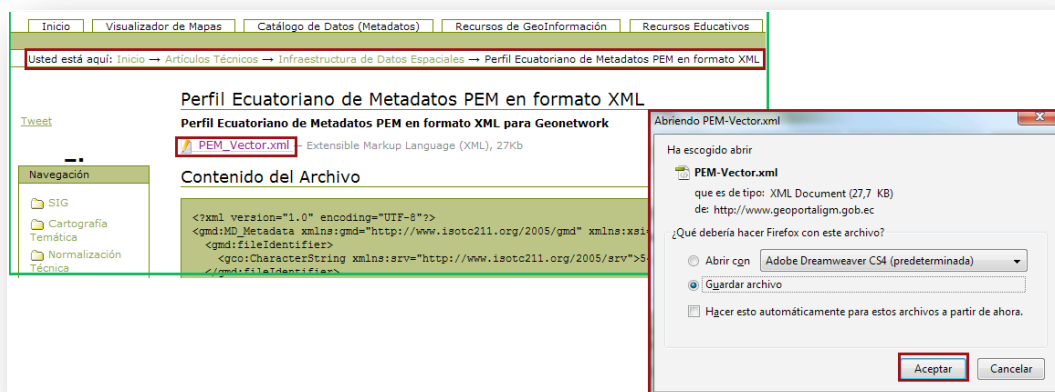 Inicio Visualizador de Mapas Catálogo de Datos (Metadatos) Recursos de GeoInformación Recursos Educativos
Usted está aquí: Inicio → Artículos Técnicos → Infraestructura de Datos Espaciales → Perfil Ecuatoriano de Metadatos PEM en formato XML
Perfil Ecuatoriano de Metadatos PEM en formato XML
Tweet
Perfil Ecuatoriano de Metadatos PEM en formato XML para Geonetwork
PEM_Vector.xml — Extensible Markup Language (XML), 27Kb
Navegación
SIG
Cartografía
Temática
Normalización
Técnica
Contenido del Archivo
<?xml version="1.0" encoding="UTF-8"?>
<gmd:MD_Metadata xmlns:gmd="http://www.isotc211.org/2005/gmd" xmlns:xsi=
<gmd:fileIdentifier>
<gco:CharacterString xmlns:srv="http://www.isotc211.org/2005/srv">5
</gmd:fileIdentifier>
Abriendo PEM-Vector.xml
Ha escogido abrir
PEM-Vector.xml
que es de tipo: XML Document (27,7 KB)
de: http://www.geoportaligm.gob.ec
¿Qué debería hacer Firefox con este archivo?
Abrir con Adobe Dreamweaver CS4 (predeterminada)
Guardar archivo
Hacer esto automáticamente para estos archivos a partir de ahora.
Aceptar Cancelar